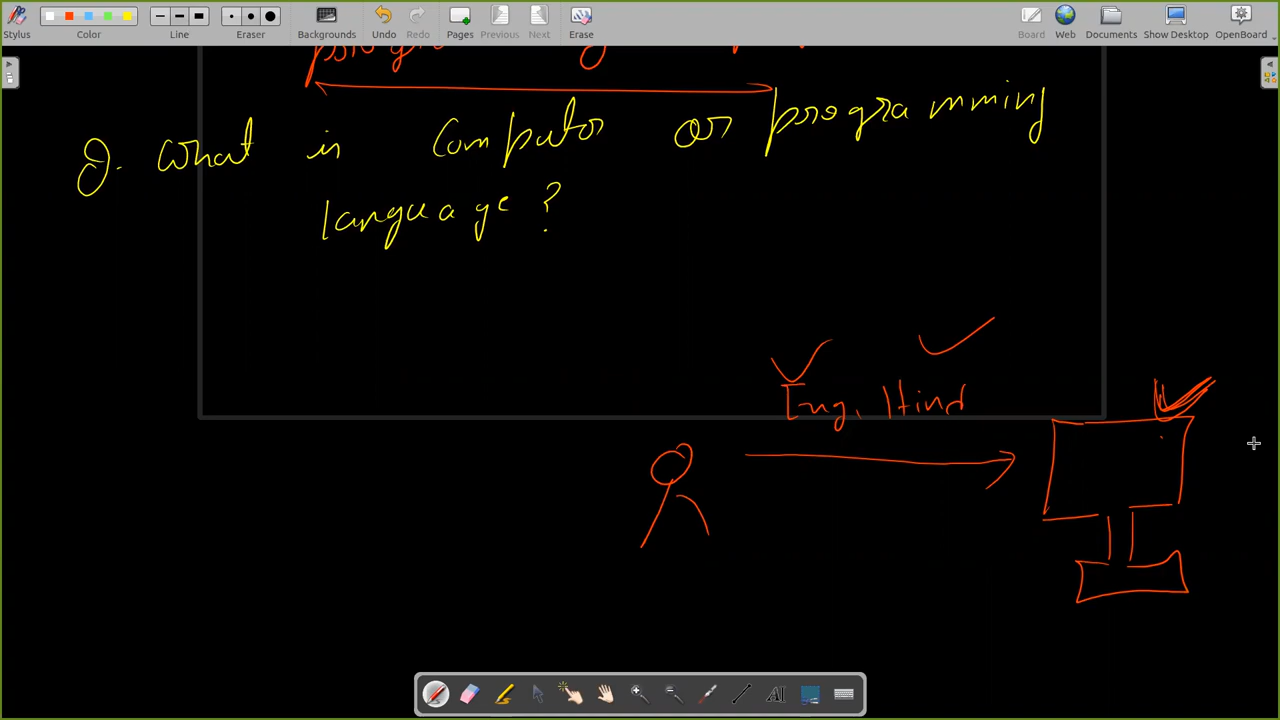 Stylus Color Line Eraser Backgrounds Undo Redo Pages Previous Next Erase Board Web Documents Show Desktop OpenBoard
Q. What is Computer or programming
language ?
Eng, Hind
AI